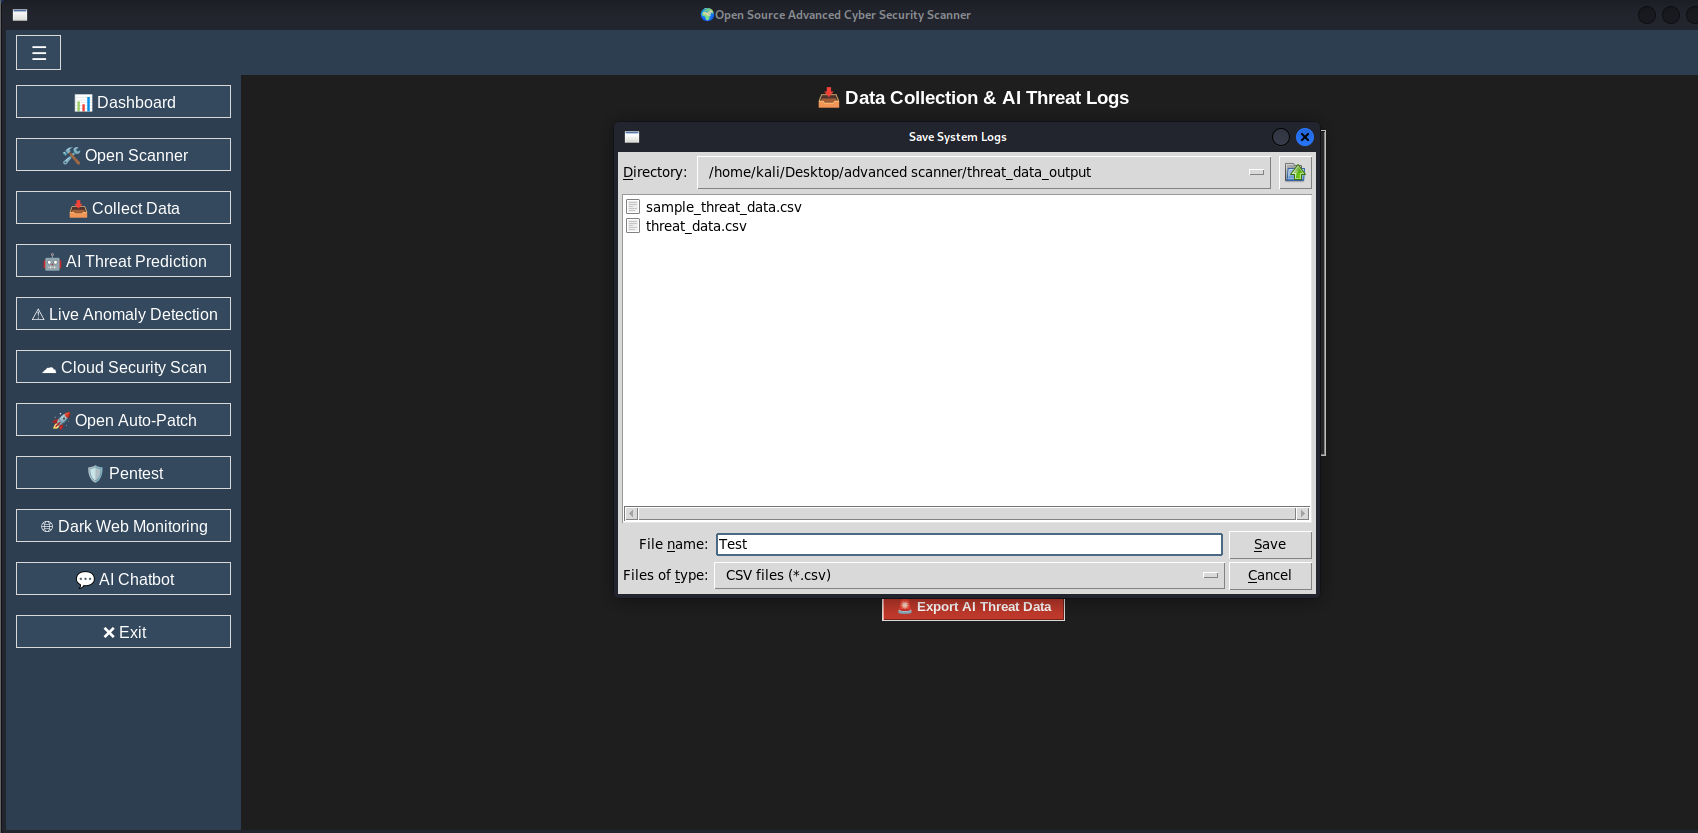 🌍Open Source Advanced Cyber Security Scanner
☰
📊 Dashboard
🛠️ Open Scanner
📥 Collect Data
🤖 AI Threat Prediction
⚠ Live Anomaly Detection
☁ Cloud Security Scan
🚀 Open Auto-Patch
🛡️ Pentest
🌐 Dark Web Monitoring
💬 AI Chatbot
❌ Exit
📥 Data Collection & AI Threat Logs
Save System Logs
Directory: /home/kali/Desktop/advanced scanner/threat_data_output
sample_threat_data.csv
threat_data.csv
File name: Test Save
Files of type: CSV files (*.csv) Cancel
🚨 Export AI Threat Data